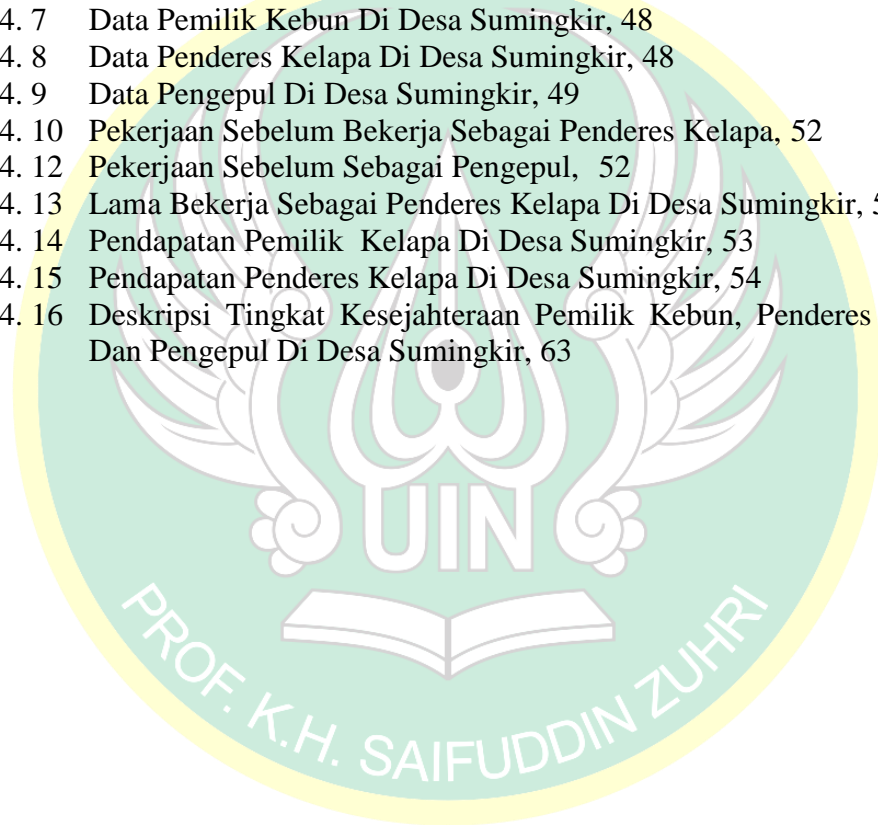 4. 7 Data Pemilik Kebun Di Desa Sumingkir, 48
4. 8 Data Penderes Kelapa Di Desa Sumingkir, 48
4. 9 Data Pengepul Di Desa Sumingkir, 49
4. 10 Pekerjaan Sebelum Bekerja Sebagai Penderes Kelapa, 52
4. 12 Pekerjaan Sebelum Sebagai Pengepul, 52
4. 13 Lama Bekerja Sebagai Penderes Kelapa Di Desa Sumingkir,
4. 14 Pendapatan Pemilik Kelapa Di Desa Sumingkir, 53
4. 15 Pendapatan Penderes Kelapa Di Desa Sumingkir, 54
4. 16 Deskripsi Tingkat Kesejahteraan Pemilik Kebun, Penderes
Dan Pengepul Di Desa Sumingkir, 63
UIN
PROF. K.H. SAIFUDDIN ZUHRI